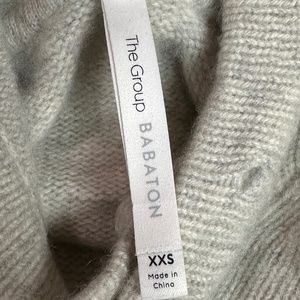 The Group
BABATON
XXS
Made in
China